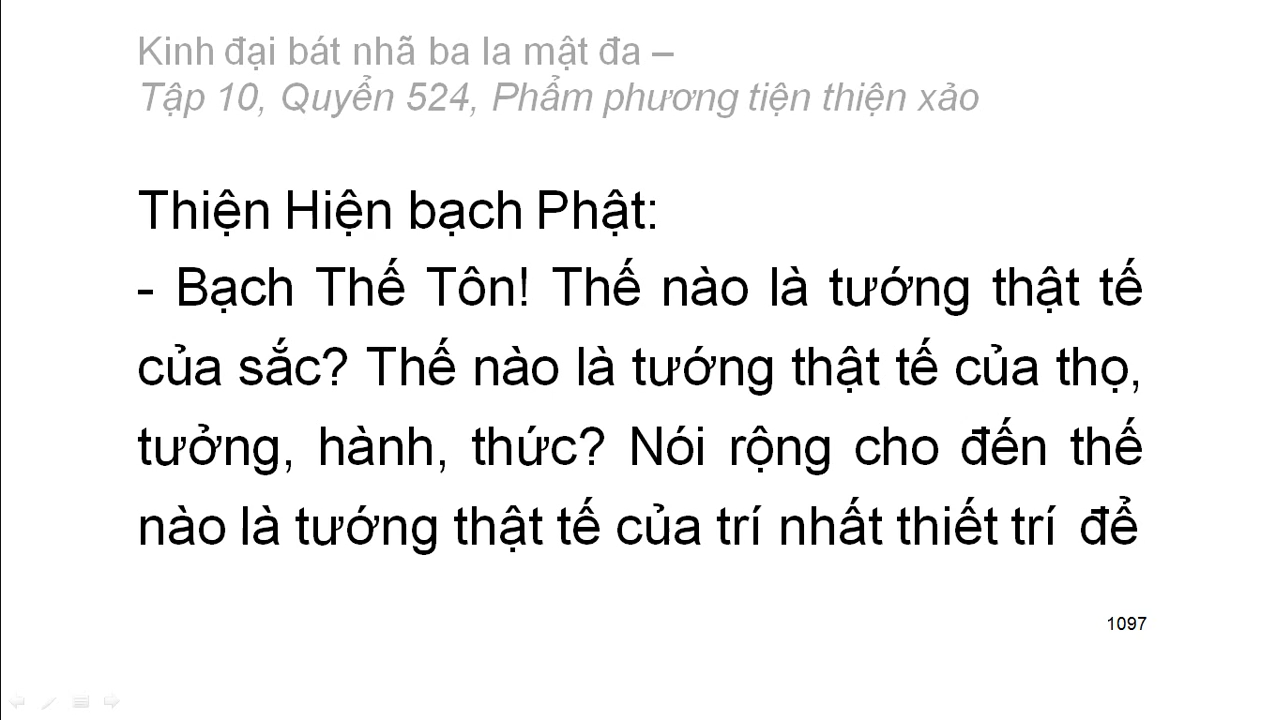 Kinh đại bát nhã ba la mật đa –
Tập 10, Quyển 524, Phẩm phương tiện thiện xảo
Thiện Hiện bạch Phật:
- Bạch Thế Tôn! Thế nào là tướng thật tế
của sắc? Thế nào là tướng thật tế của thọ,
tưởng, hành, thức? Nói rộng cho đến thế
nào là tướng thật tế của trí nhất thiết trí để
1097